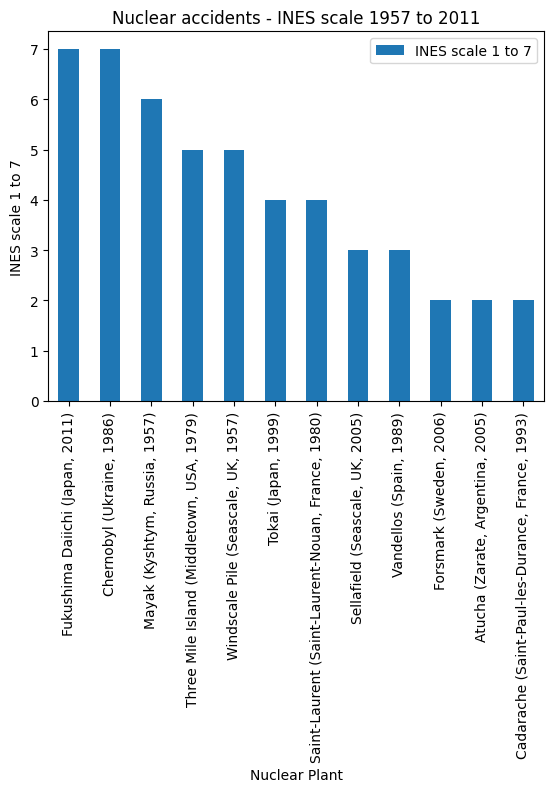 Nuclear accidents - INES scale 1957 to 2011
INES scale 1 to 7
INES scale 1 to 7
7
6
5
4
3
2
1
0
Fukushima Daiichi (Japan, 2011)
Chernobyl (Ukraine, 1986)
Mayak (Kyshtym, Russia, 1957)
Three Mile Island (Middletown, USA, 1979)
Windscale Pile (Seascale, UK, 1957)
Tokai (Japan, 1999)
Saint-Laurent (Saint-Laurent-Nouan, France, 1980)
Sellafield (Seascale, UK, 2005)
Vandellos (Spain, 1989)
Forsmark (Sweden, 2006)
Atucha (Zarate, Argentina, 2005)
Cadarache (Saint-Paul-les-Durance, France, 1993)
Nuclear Plant